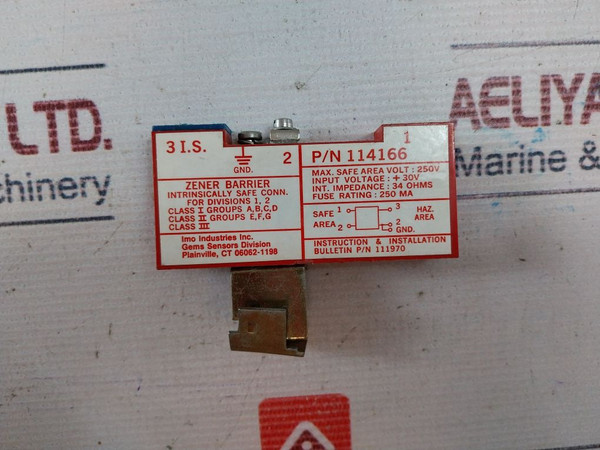 LTD.
chinery
AELIYA
Marine &
3 I.S.
GND.
2
ZENER BARRIER
INTRINSICALLY SAFE CONN.
FOR DIVISIONS 1, 2
CLASS I GROUPS A,B,C,D
CLASS II GROUPS E,F,G
CLASS III
Imo Industries Inc.
Gems Sensors Division
Plainville, CT 06062-1198
1
P/N 114166
MAX. SAFE AREA VOLT : 250V
INPUT VOLTAGE : + 30V
INT. IMPEDANCE : 34 OHMS
FUSE RATING : 250 MA
SAFE 1 3 HAZ.
AREA 2 2 AREA
GND.
INSTRUCTION & INSTALLATION
BULLETIN P/N 111970